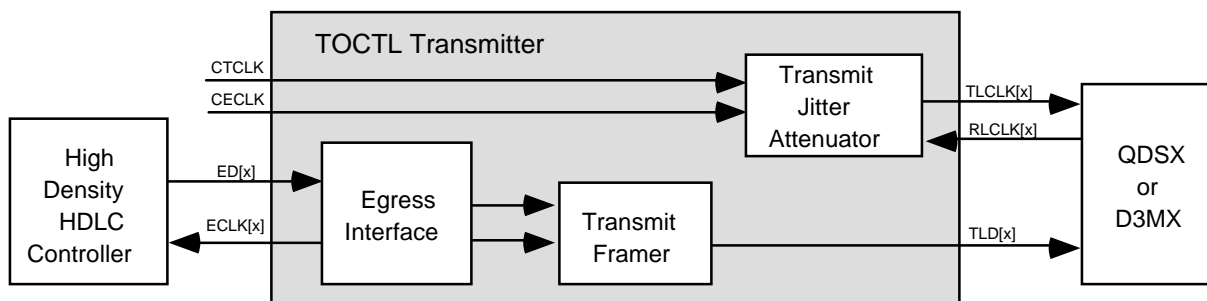 TOCTL Transmitter
CTCLK
CECLK
Transmit
Jitter
Attenuator
TLCLK[x]
RLCLK[x]
High
Density
HDLC
Controller
ED[x]
ECLK[x]
Egress
Interface
Transmit
Framer
TLD[x]
QDSX
or
D3MX